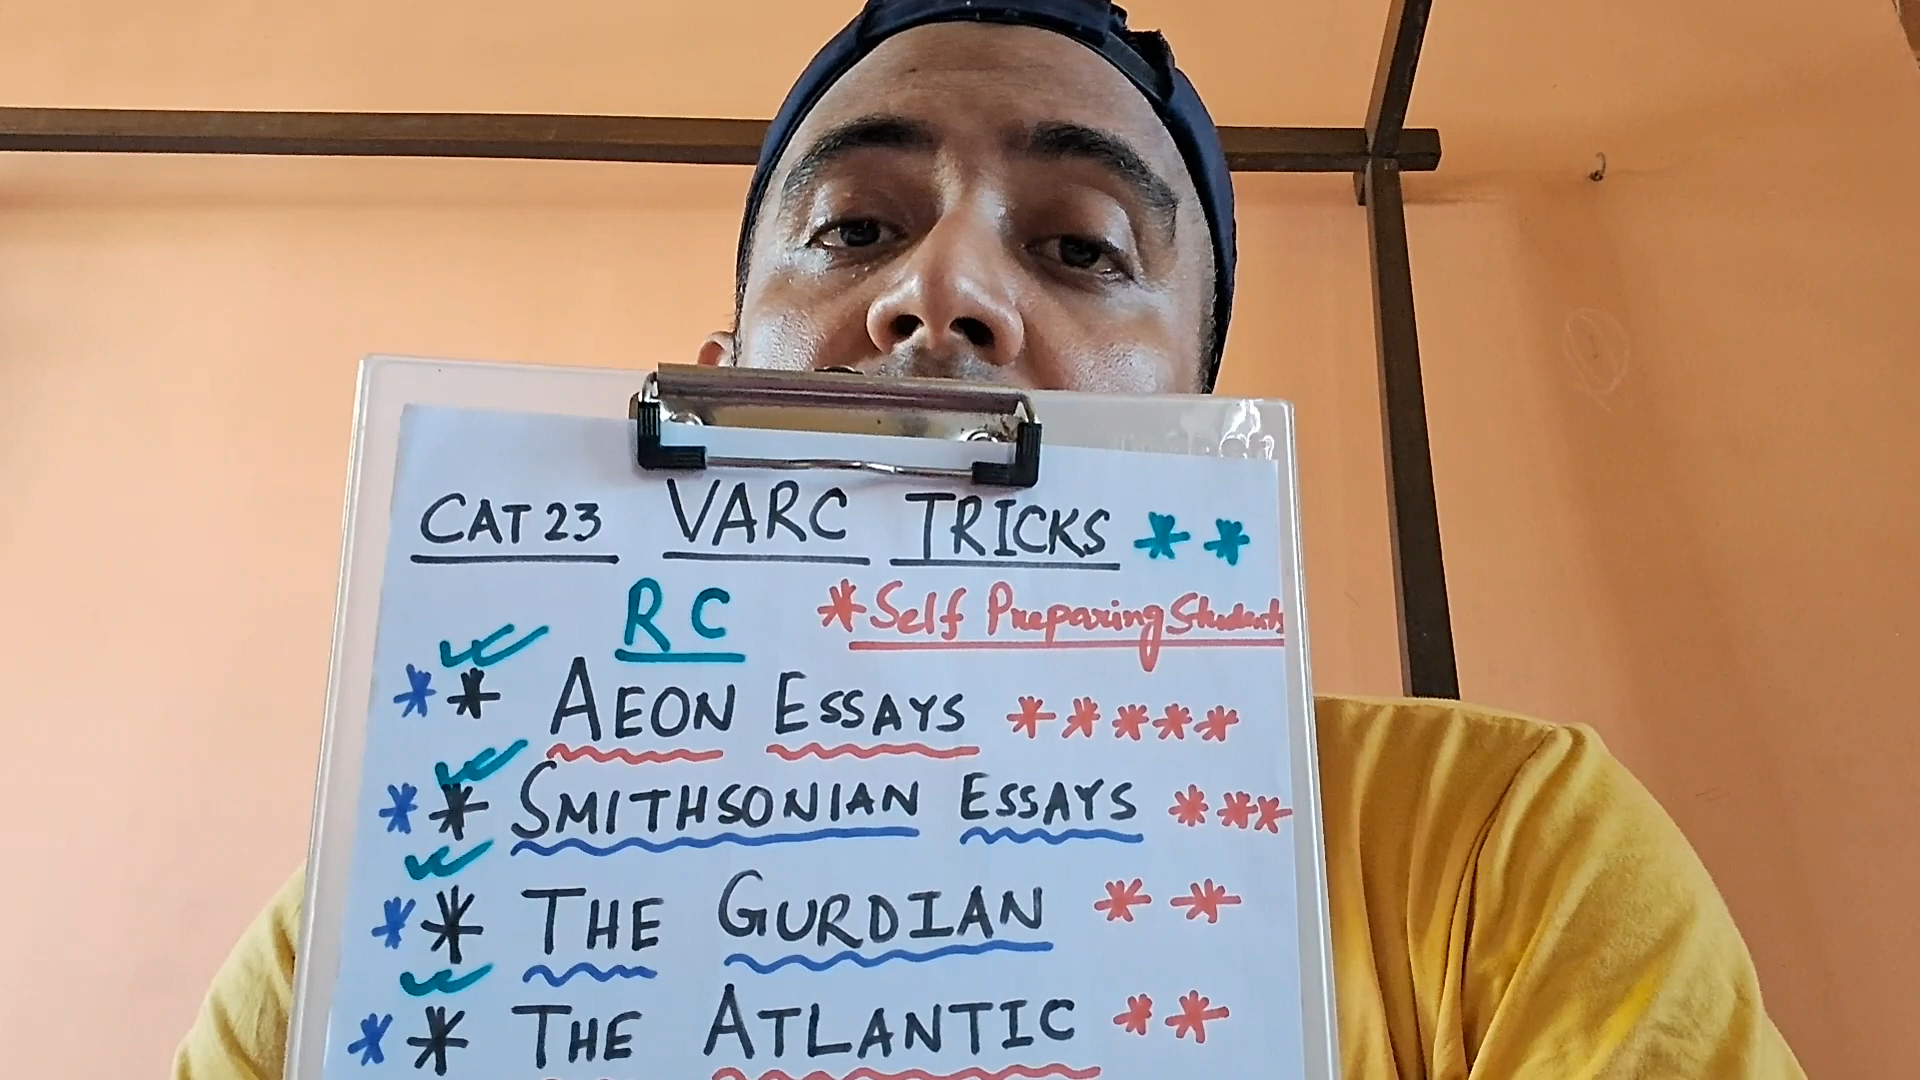 CAT 23 VARC TRICKS **
RC *Self Preparing Students
** AEON ESSAYS *****
** SMITHSONIAN ESSAYS ***
** THE GURDIAN **
** THE ATLANTIC **